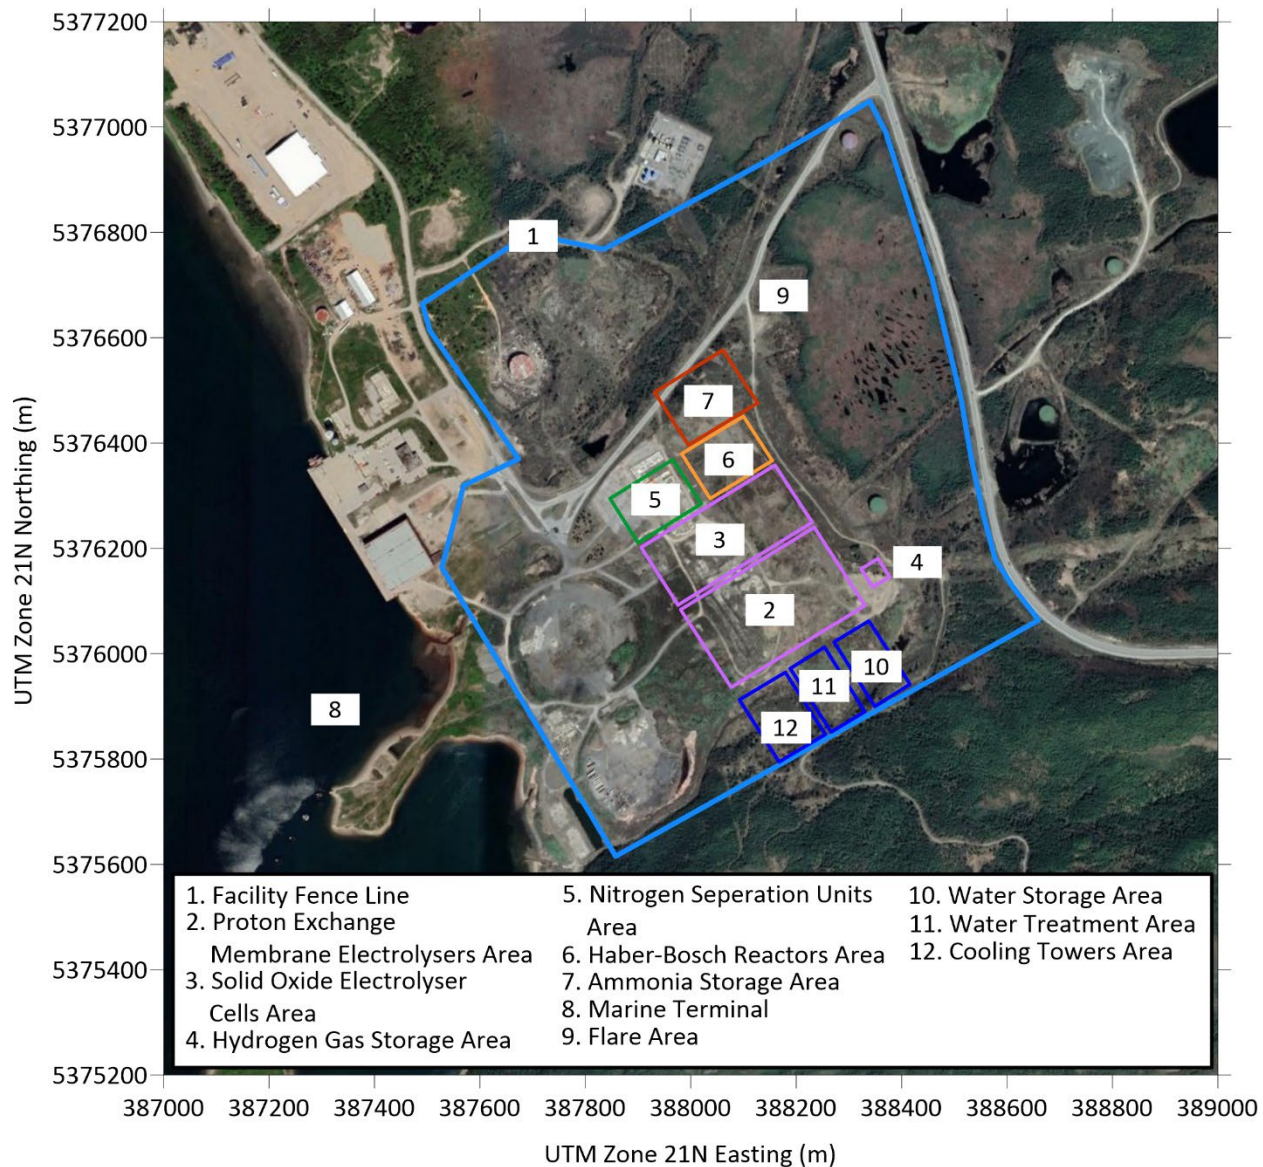 5377200
5377000
5376800
5376600
5376400
5376200
5376000
5375800
5375600
5375400
5375200
UTM Zone 21N Northing (m)
1
9
7
6
5
3
4
2
10
11
8
12
1. Facility Fence Line
2. Proton Exchange
Membrane Electrolysers Area
3. Solid Oxide Electrolyser
Cells Area
4. Hydrogen Gas Storage Area
5. Nitrogen Seperation Units
Area
6. Haber-Bosch Reactors Area
7. Ammonia Storage Area
8. Marine Terminal
9. Flare Area
10. Water Storage Area
11. Water Treatment Area
12. Cooling Towers Area
387000 387200 387400 387600 387800 388000 388200 388400 388600 388800 389000
UTM Zone 21N Easting (m)